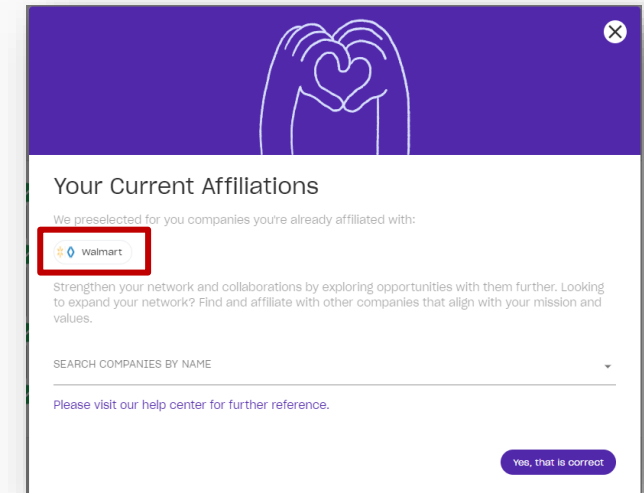 Your Current Affiliations
We preselected for you companies you're already affiliated with:
Walmart
Strengthen your network and collaborations by exploring opportunities with them further. Looking
to expand your network? Find and affiliate with other companies that align with your mission and
values.
SEARCH COMPANIES BY NAME
Please visit our help center for further reference.
Yes, that is correct